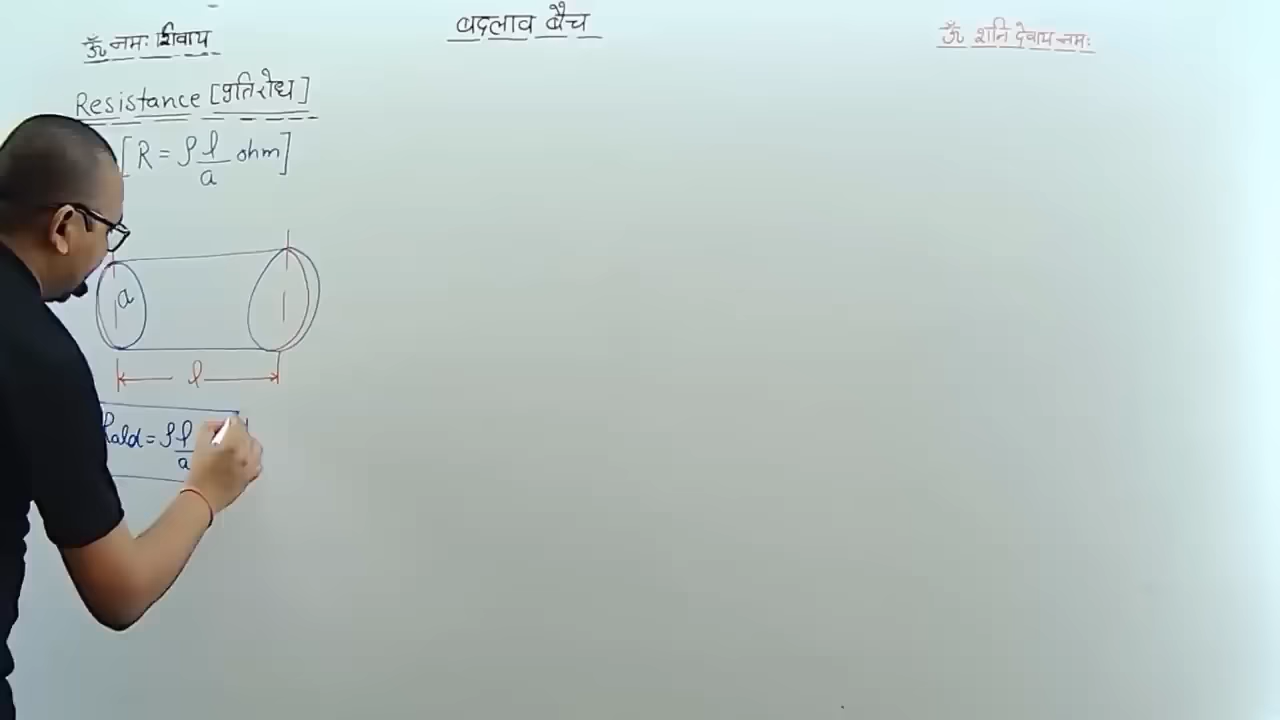 ॐ नमः शिवाय
बदलाव बैच
ॐ शनि देवाय नमः
Resistance [प्रतिरोध]
[R = ρ l/a ohm]
a
l
Rold = ρ l/a